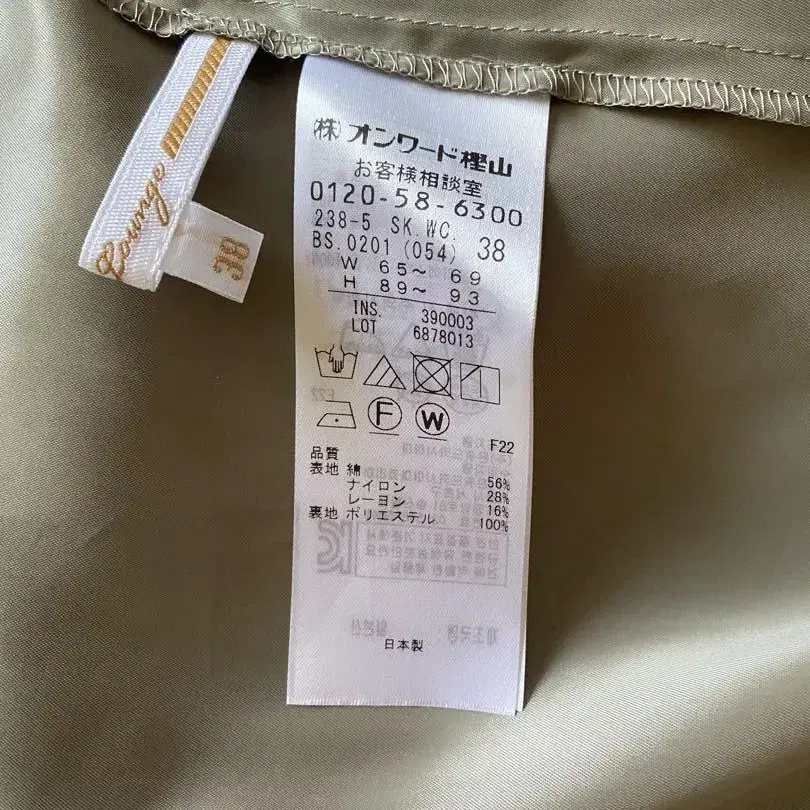 Lounge
38
(株)オンワード樫山
お客様相談室
0120-58-6300
238-5 SK.WC.
BS.0201 (054) 38
W 65～ 69
H 89～ 93
INS. 390003
LOT 6878013
F W
F22
品質
表地 綿 56%
ナイロン 28%
レーヨン 16%
裏地 ポリエステル 100%
日本製